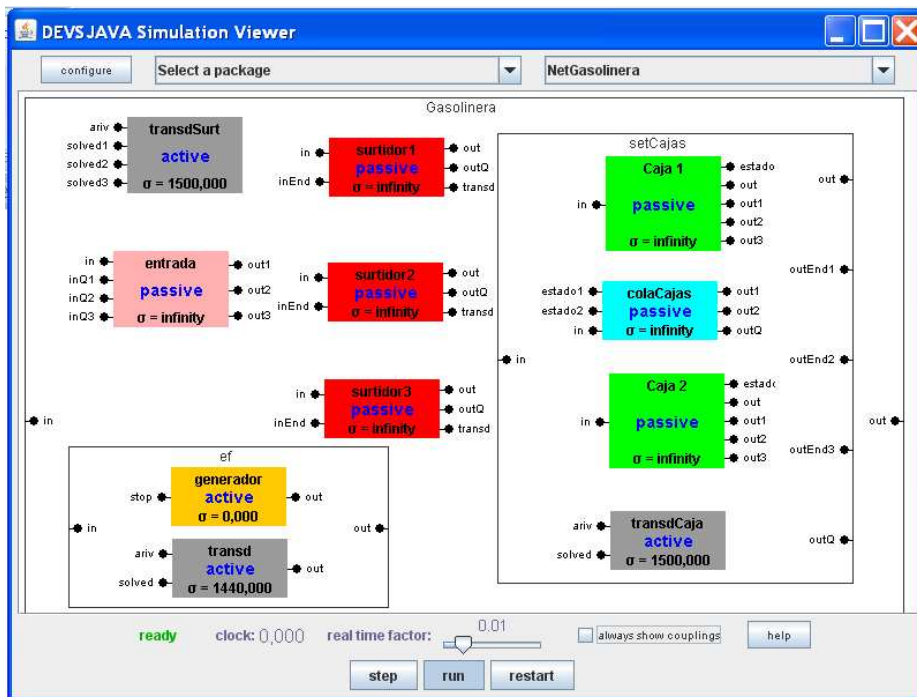 DEVSJAVA Simulation Viewer
configure
Select a package
NetGasolinera
Gasolinera
ariv
solved1
solved2
solved3
transdSurt
active
σ = 1500,000
in
inEnd
surtidor1
passive
σ = infinity
out
outQ
transd
setCajas
in
Caja 1
passive
σ = infinity
estado
out
out1
out2
out3
out
in
inQ1
inQ2
inQ3
entrada
passive
σ = infinity
out1
out2
out3
in
inEnd
surtidor2
passive
σ = infinity
out
outQ
transd
estado1
estado2
in
colaCajas
passive
σ = infinity
out1
out2
outQ
outEnd1
in
outEnd2
in
inEnd
surtidor3
passive
σ = infinity
out
outQ
transd
in
Caja 2
passive
σ = infinity
estado
out
out1
out2
out3
outEnd3
in
out
ef
stop
generador
active
σ = 0,000
out
in
out
ariv
solved
transd
active
σ = 1440,000
out
ariv
solved
transdCaja
active
σ = 1500,000
outQ
ready
clock: 0,000
real time factor:
0.01
always show couplings
help
step
run
restart